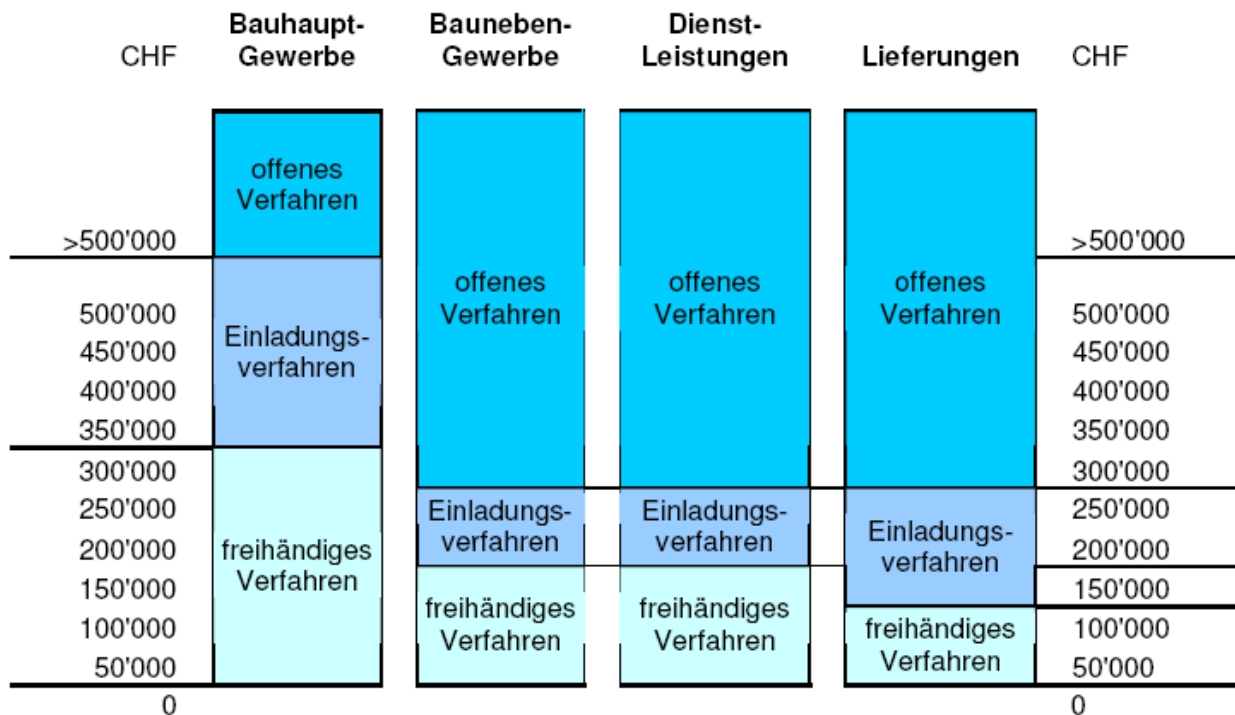 CHF
Bauhaupt-
Gewerbe
Bauneben-
Gewerbe
Dienst-
Leistungen
Lieferungen
CHF
offenes
Verfahren
>500'000
>500'000
offenes
Verfahren
offenes
Verfahren
offenes
Verfahren
500'000
450'000
400'000
350'000
Einladungs-
verfahren
500'000
450'000
400'000
350'000
300'000
300'000
250'000
200'000
150'000
100'000
50'000
0
freihändiges
Verfahren
Einladungs-
verfahren
Einladungs-
verfahren
Einladungs-
verfahren
freihändiges
Verfahren
freihändiges
Verfahren
freihändiges
Verfahren
250'000
200'000
150'000
100'000
50'000
0